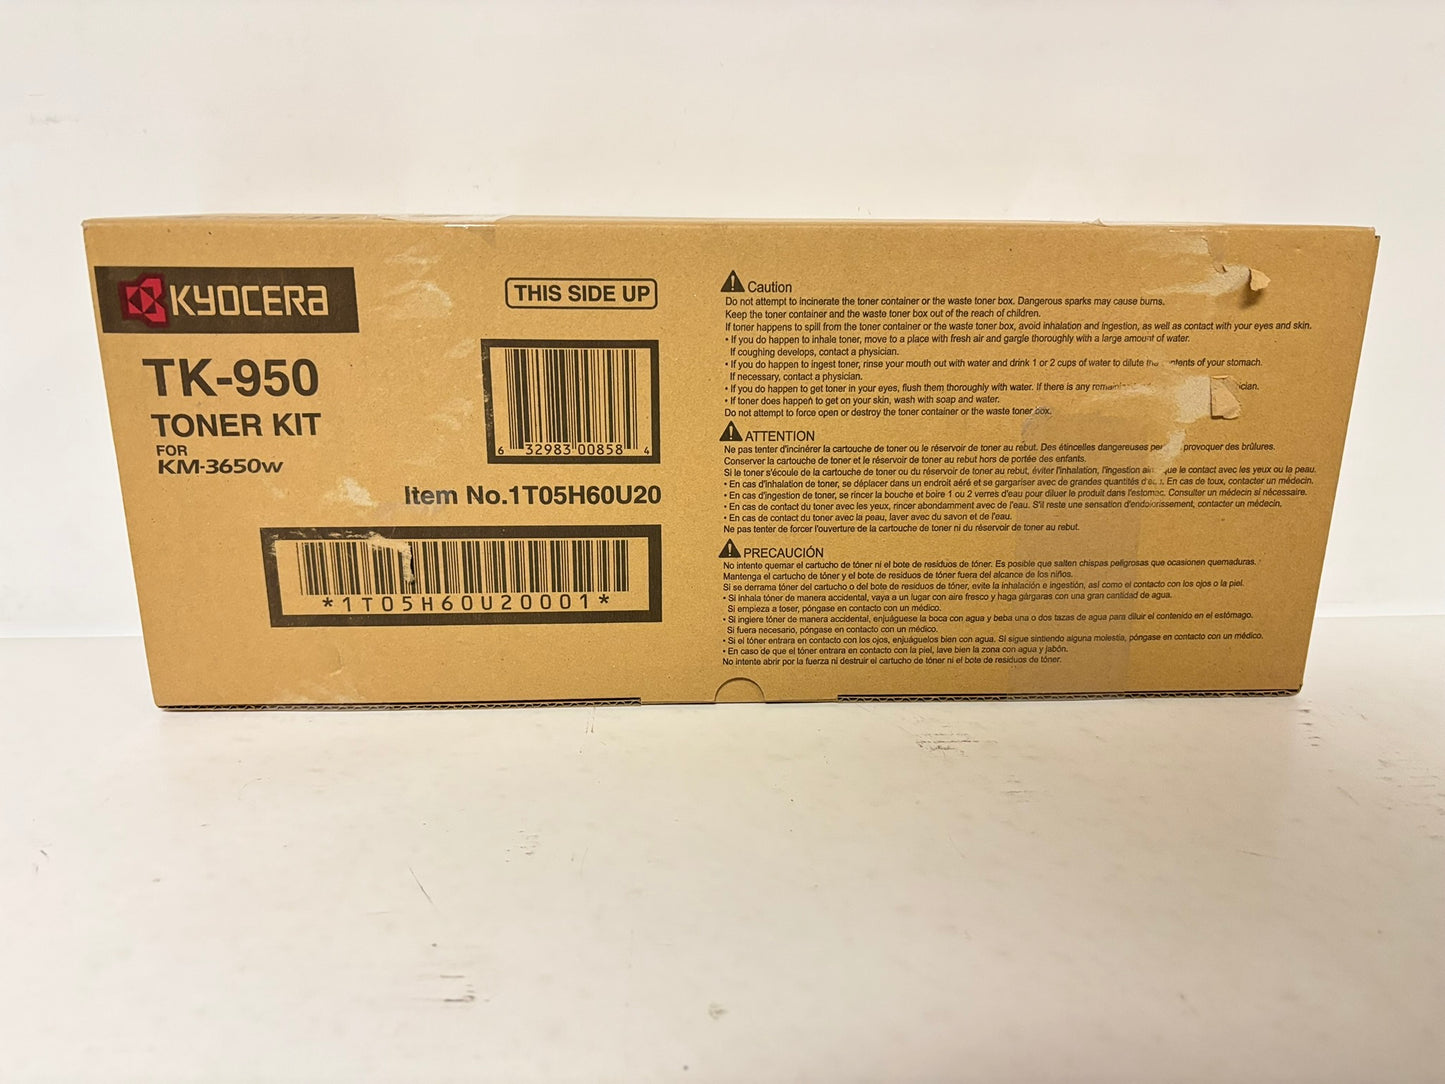 KYOCERA
TK-950
TONER KIT
FOR
KM-3650w
THIS SIDE UP
6 32983 00858 4
Item No.1T05H60U20
*1T05H60U20001*
Caution
Do not attempt to incinerate the toner container or the waste toner box. Dangerous sparks may cause burns.
Keep the toner container and the waste toner box out of the reach of children.
If toner happens to spill from the toner container or the waste toner box, avoid inhalation and ingestion, as well as contact with your eyes and skin.
• If you do happen to inhale toner, move to a place with fresh air and gargle thoroughly with a large amount of water.
If coughing develops, contact a physician.
• If you do happen to ingest toner, rinse your mouth out with water and drink 1 or 2 cups of water to dilute the of your stomach.
If necessary, contact a physician.
• If you do happen to get toner in your eyes, flush them thoroughly with water. If there is any
• If toner does happen to get on your skin, wash with soap and water.
Do not attempt to force open or destroy the toner container or the waste toner box.
ATTENTION
Ne pas tenter d'incinérer la cartouche de toner ou le réservoir de toner au rebut. Des étincelles dangereuses provoquer des brûlures.
Conserver la cartouche de toner et le réservoir de toner au rebut hors de portée des enfants.
Si le toner s'écoule de la cartouche de toner ou du réservoir de toner au rebut, éviter l'inhalation, l'ingestion que le contact avec les yeux ou la peau.
• En cas d'inhalation de toner, se déplacer dans un endroit aéré et se gargariser avec de grandes quantités d'eau. En cas de toux, contacter un médecin.
• En cas d'ingestion de toner, se rincer la bouche et boire 1 ou 2 verres d'eau pour diluer le produit dans l'estomac. Consulter un médecin si nécessaire.
• En cas de contact du toner avec les yeux, rincer abondamment avec de l'eau. S'il reste une sensation d'endolorissement, contacter un médecin.
• En cas de contact du toner avec la peau, laver avec du savon et de l'eau.
Ne pas tenter de forcer l'ouverture de la cartouche de toner ni du réservoir de toner au rebut.
PRECAUCIÓN
No intente quemar el cartucho de tóner ni el bote de residuos de tóner. Es posible que salten chispas peligrosas que ocasionen quemaduras.
Mantenga el cartucho de tóner y el bote de residuos de tóner fuera del alcance de los niños.
Si se derrama tóner del cartucho o del bote de residuos de tóner, evite la inhalación e ingestión, así como el contacto con los ojos o la piel.
• Si inhala tóner de manera accidental, vaya a un lugar con aire fresco y haga gárgaras con una gran cantidad de agua.
Si empieza a toser, póngase en contacto con un médico.
• Si ingiere tóner de manera accidental, enjuáguese la boca con agua y beba una o dos tazas de agua para diluir el contenido en el estómago.
Si fuera necesario, póngase en contacto con un médico.
• Si el tóner entrara en contacto con los ojos, enjuáguelos bien con agua. Si sigue sintiendo alguna molestia, póngase en contacto con un médico.
• En caso de que el tóner entrara en contacto con la piel, lave bien la zona con agua y jabón.
No intente abrir por la fuerza ni destruir el cartucho de tóner ni el bote de residuos de tóner.